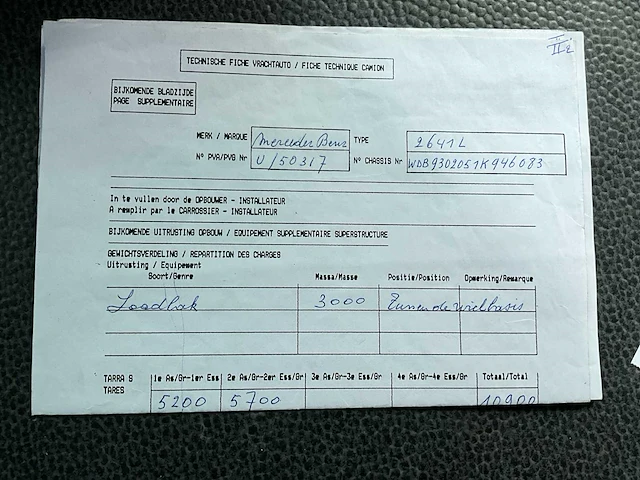 II 2
TECHNISCHE FICHE VRACHTAUTO / FICHE TECHNIQUE CAMION
BIJKOMENDE BLADZIJDE
PAGE SUPPLEMENTAIRE
MERK / MARQUE Mercedes Benz TYPE 2641L
N° PVA/PVG Nr U/50317 N° CHASSIS Nr WDB9302051K946083
In te vullen door de OPBOUWER - INSTALLATEUR
A remplir par le CARROSSIER - INSTALLATEUR
BIJKOMENDE UITRUSTING OPBOUW / EQUIPEMENT SUPPLEMENTAIRE SUPERSTRUCTURE
GEWICHTSVERDELING / REPARTITION DES CHARGES
Uitrusting / Equipement
Soort/Genre Massa/Masse Positie/Position Opmerking/Remarque
Laadbak 3000 Tussen de wielbasis
TARRA S 1e As/Gr-1er Ess 2e As/Gr-2er Ess/Gr 3e As/Gr-3e Ess/Gr 4e As/Gr-4e Ess/Gr Totaal/Total
TARES 5200 5700 10900